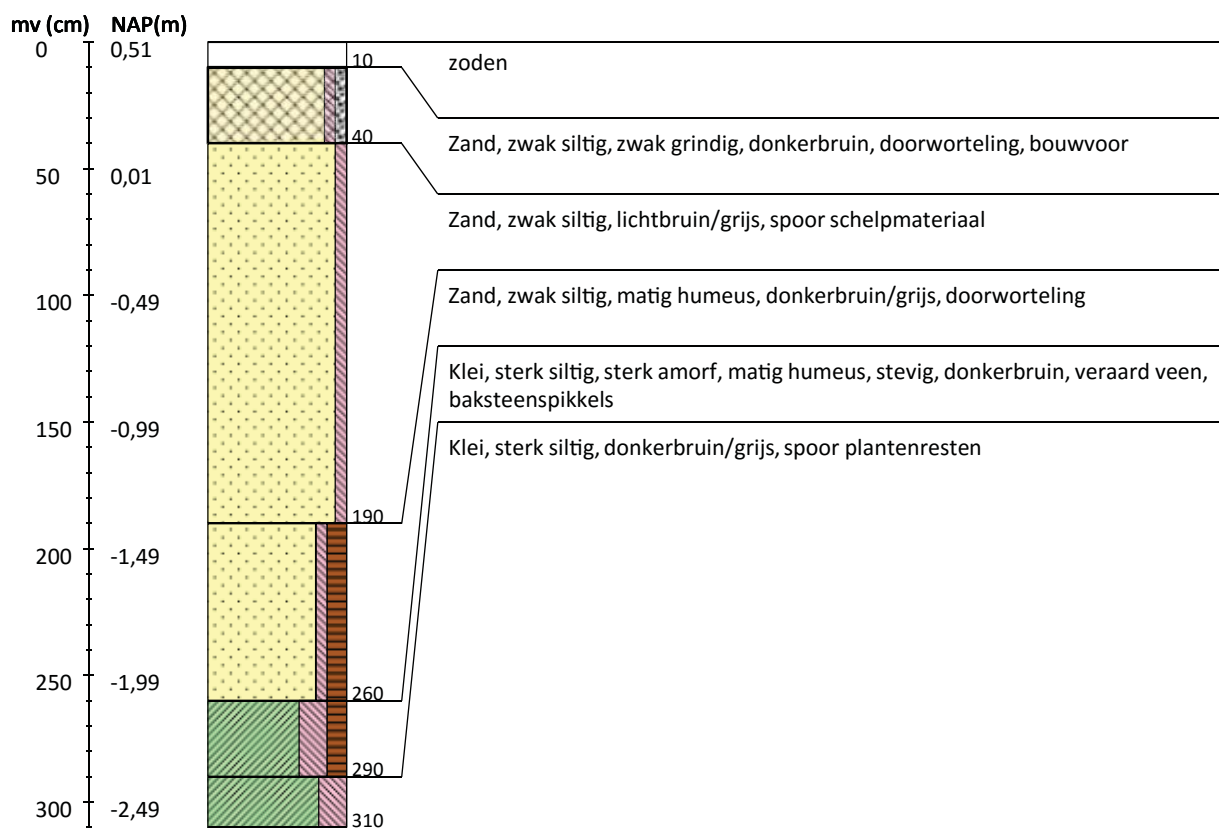 mv (cm) NAP(m)
0 0,51
10 zoden
40 Zand, zwak siltig, zwak grindig, donkerbruin, doorworteling, bouwvoor
50 0,01
Zand, zwak siltig, lichtbruin/grijs, spoor schelpmateriaal
100 -0,49 Zand, zwak siltig, matig humeus, donkerbruin/grijs, doorworteling
Klei, sterk siltig, sterk amorf, matig humeus, stevig, donkerbruin, veraard veen,
baksteenspikkels
150 -0,99
Klei, sterk siltig, donkerbruin/grijs, spoor plantenresten
190
200 -1,49
250 -1,99
260
290
300 -2,49
310